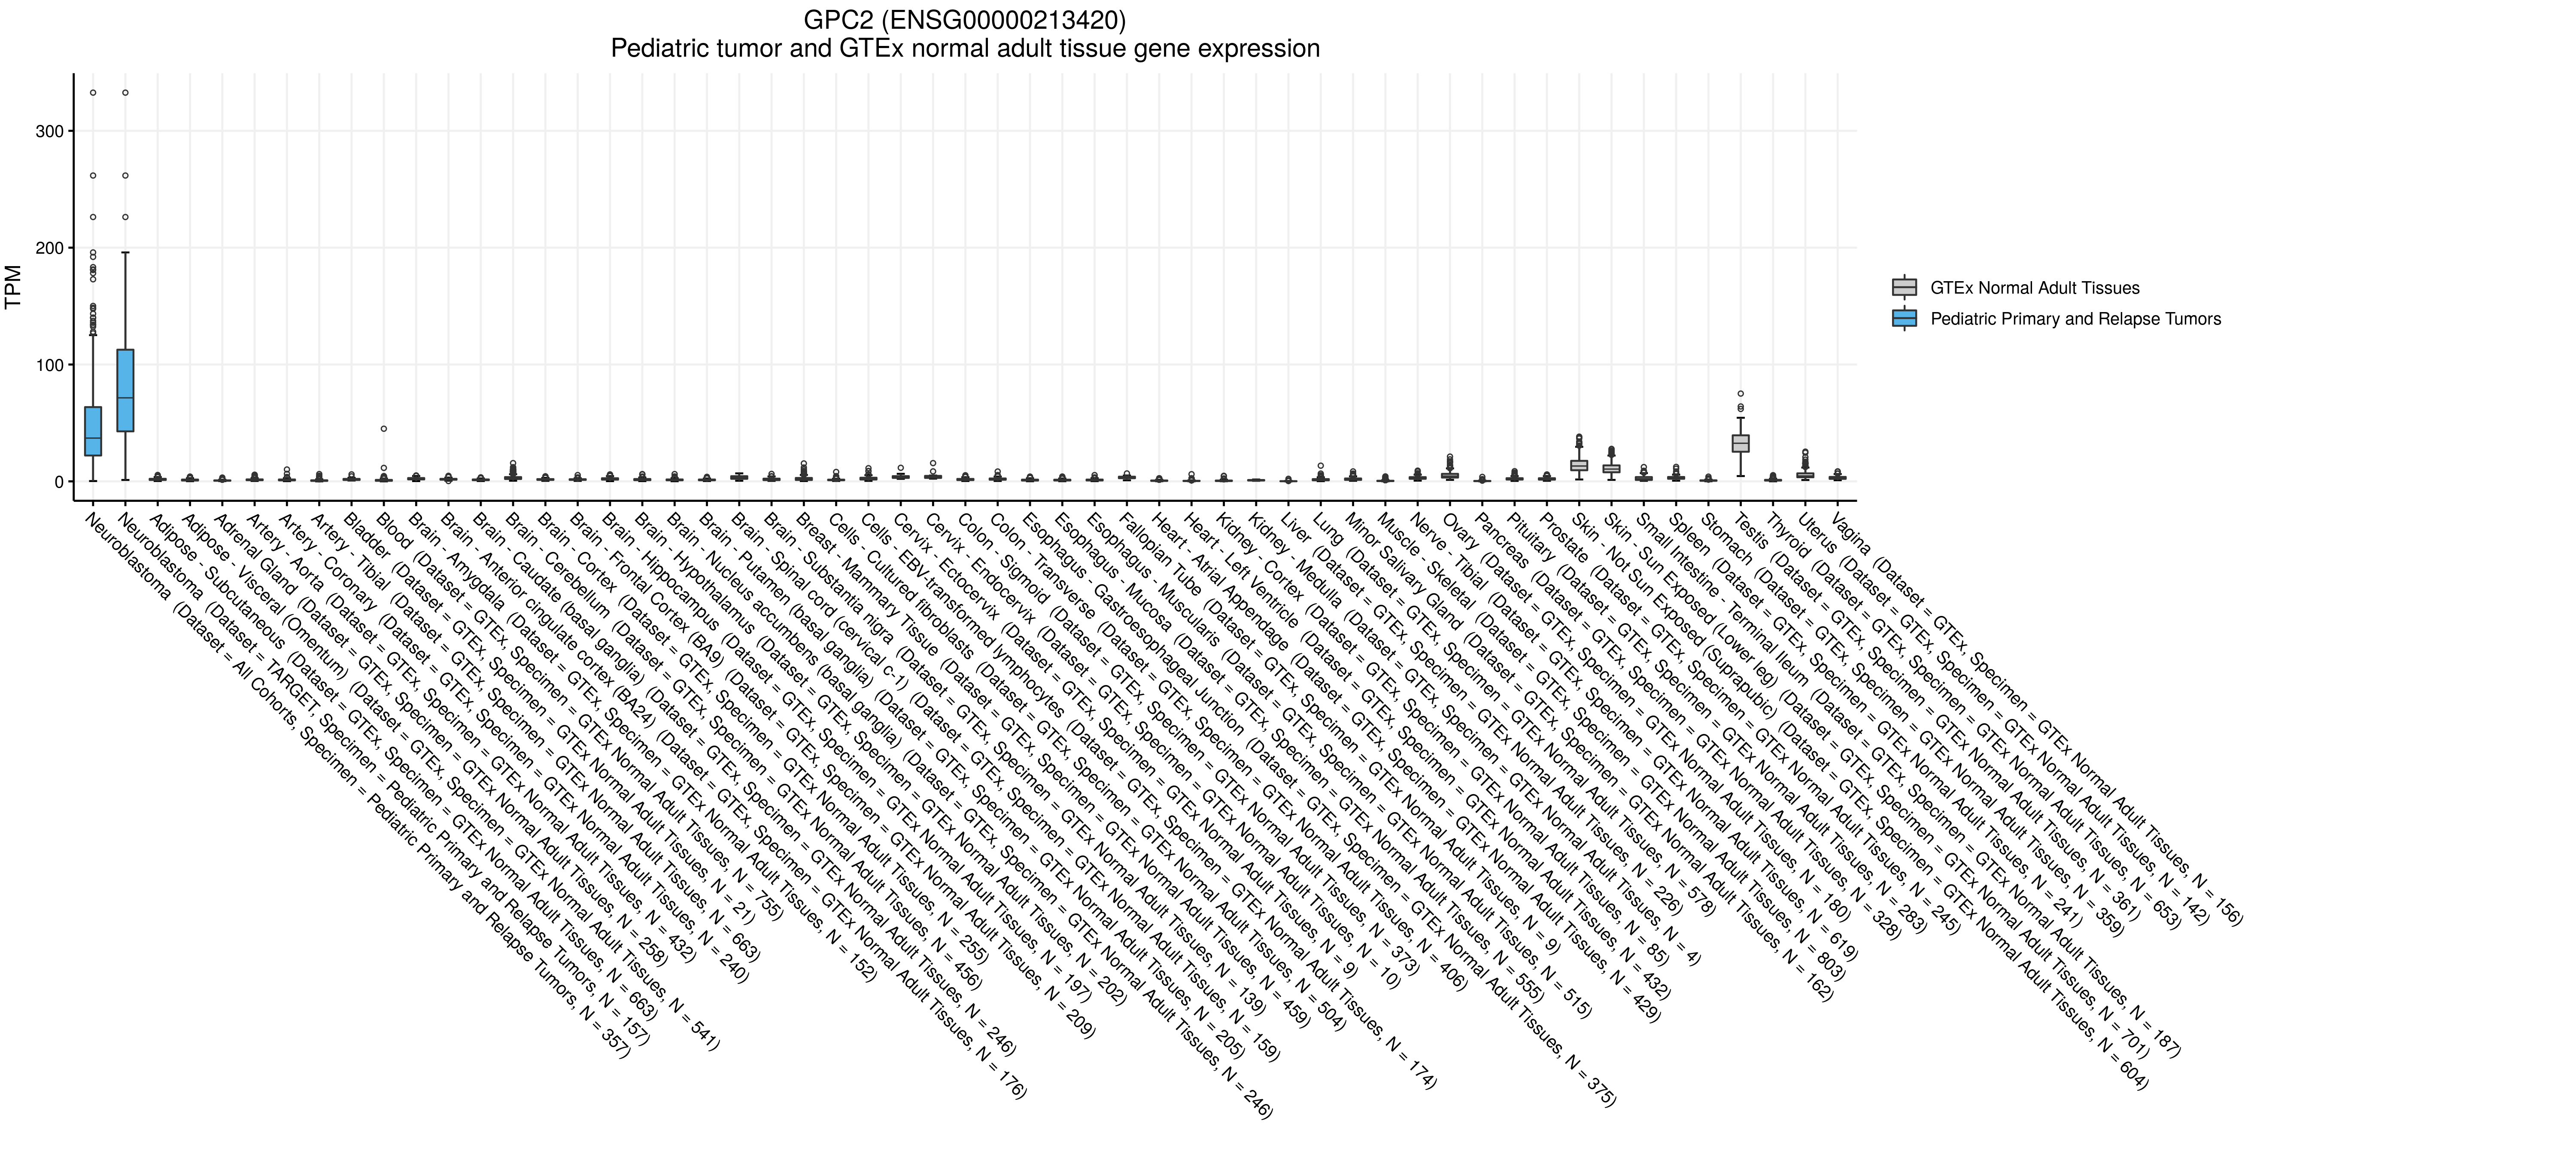 GPC2 (ENSG00000213420)
Pediatric tumor and GTEx normal adult tissue gene expression
TPM
300
200
100
0
GTEx Normal Adult Tissues
Pediatric Primary and Relapse Tumors
Neuroblastoma (Dataset = All Cohorts, Specimen = Pediatric Primary and Relapse Tumors, N = 357)
Neuroblastoma (Dataset = TARGET, Specimen = Pediatric Primary and Relapse Tumors, N = 157)
Adipose - Subcutaneous (Dataset = GTEx, Specimen = GTEx Normal Adult Tissues, N = 663)
Adipose - Visceral (Omentum) (Dataset = GTEx, Specimen = GTEx Normal Adult Tissues, N = 541)
Adrenal Gland (Dataset = GTEx, Specimen = GTEx Normal Adult Tissues, N = 258)
Artery - Aorta (Dataset = GTEx, Specimen = GTEx Normal Adult Tissues, N = 432)
Artery - Coronary (Dataset = GTEx, Specimen = GTEx Normal Adult Tissues, N = 240)
Artery - Tibial (Dataset = GTEx, Specimen = GTEx Normal Adult Tissues, N = 663)
Bladder (Dataset = GTEx, Specimen = GTEx Normal Adult Tissues, N = 21)
Blood (Dataset = GTEx, Specimen = GTEx Normal Adult Tissues, N = 755)
Brain - Amygdala (Dataset = GTEx, Specimen = GTEx Normal Adult Tissues, N = 152)
Brain - Anterior cingulate cortex (BA24) (Dataset = GTEx, Specimen = GTEx Normal Adult Tissues, N = 176)
Brain - Caudate (basal ganglia) (Dataset = GTEx, Specimen = GTEx Normal Adult Tissues, N = 246)
Brain - Cerebellum (Dataset = GTEx, Specimen = GTEx Normal Adult Tissues, N = 456)
Brain - Cortex (Dataset = GTEx, Specimen = GTEx Normal Adult Tissues, N = 255)
Brain - Frontal Cortex (BA9) (Dataset = GTEx, Specimen = GTEx Normal Adult Tissues, N = 209)
Brain - Hippocampus (Dataset = GTEx, Specimen = GTEx Normal Adult Tissues, N = 197)
Brain - Hypothalamus (Dataset = GTEx, Specimen = GTEx Normal Adult Tissues, N = 202)
Brain - Nucleus accumbens (basal ganglia) (Dataset = GTEx, Specimen = GTEx Normal Adult Tissues, N = 246)
Brain - Putamen (basal ganglia) (Dataset = GTEx, Specimen = GTEx Normal Adult Tissues, N = 205)
Brain - Spinal cord (cervical c-1) (Dataset = GTEx, Specimen = GTEx Normal Adult Tissues, N = 159)
Brain - Substantia nigra (Dataset = GTEx, Specimen = GTEx Normal Adult Tissues, N = 139)
Breast - Mammary Tissue (Dataset = GTEx, Specimen = GTEx Normal Adult Tissues, N = 459)
Cells - Cultured fibroblasts (Dataset = GTEx, Specimen = GTEx Normal Adult Tissues, N = 504)
Cells - EBV-transformed lymphocytes (Dataset = GTEx, Specimen = GTEx Normal Adult Tissues, N = 174)
Cervix - Ectocervix (Dataset = GTEx, Specimen = GTEx Normal Adult Tissues, N = 9)
Cervix - Endocervix (Dataset = GTEx, Specimen = GTEx Normal Adult Tissues, N = 10)
Colon - Sigmoid (Dataset = GTEx, Specimen = GTEx Normal Adult Tissues, N = 373)
Colon - Transverse (Dataset = GTEx, Specimen = GTEx Normal Adult Tissues, N = 406)
Esophagus - Gastroesophageal Junction (Dataset = GTEx, Specimen = GTEx Normal Adult Tissues, N = 375)
Esophagus - Mucosa (Dataset = GTEx, Specimen = GTEx Normal Adult Tissues, N = 555)
Esophagus - Muscularis (Dataset = GTEx, Specimen = GTEx Normal Adult Tissues, N = 515)
Fallopian Tube (Dataset = GTEx, Specimen = GTEx Normal Adult Tissues, N = 9)
Heart - Atrial Appendage (Dataset = GTEx, Specimen = GTEx Normal Adult Tissues, N = 429)
Heart - Left Ventricle (Dataset = GTEx, Specimen = GTEx Normal Adult Tissues, N = 432)
Kidney - Cortex (Dataset = GTEx, Specimen = GTEx Normal Adult Tissues, N = 85)
Kidney - Medulla (Dataset = GTEx, Specimen = GTEx Normal Adult Tissues, N = 4)
Liver (Dataset = GTEx, Specimen = GTEx Normal Adult Tissues, N = 226)
Lung (Dataset = GTEx, Specimen = GTEx Normal Adult Tissues, N = 578)
Minor Salivary Gland (Dataset = GTEx, Specimen = GTEx Normal Adult Tissues, N = 162)
Muscle - Skeletal (Dataset = GTEx, Specimen = GTEx Normal Adult Tissues, N = 803)
Nerve - Tibial (Dataset = GTEx, Specimen = GTEx Normal Adult Tissues, N = 619)
Ovary (Dataset = GTEx, Specimen = GTEx Normal Adult Tissues, N = 180)
Pancreas (Dataset = GTEx, Specimen = GTEx Normal Adult Tissues, N = 328)
Pituitary (Dataset = GTEx, Specimen = GTEx Normal Adult Tissues, N = 283)
Prostate (Dataset = GTEx, Specimen = GTEx Normal Adult Tissues, N = 245)
Skin - Not Sun Exposed (Suprapubic) (Dataset = GTEx, Specimen = GTEx Normal Adult Tissues, N = 604)
Skin - Sun Exposed (Lower leg) (Dataset = GTEx, Specimen = GTEx Normal Adult Tissues, N = 701)
Small Intestine - Terminal Ileum (Dataset = GTEx, Specimen = GTEx Normal Adult Tissues, N = 187)
Spleen (Dataset = GTEx, Specimen = GTEx Normal Adult Tissues, N = 241)
Stomach (Dataset = GTEx, Specimen = GTEx Normal Adult Tissues, N = 359)
Testis (Dataset = GTEx, Specimen = GTEx Normal Adult Tissues, N = 361)
Thyroid (Dataset = GTEx, Specimen = GTEx Normal Adult Tissues, N = 653)
Uterus (Dataset = GTEx, Specimen = GTEx Normal Adult Tissues, N = 142)
Vagina (Dataset = GTEx, Specimen = GTEx Normal Adult Tissues, N = 156)